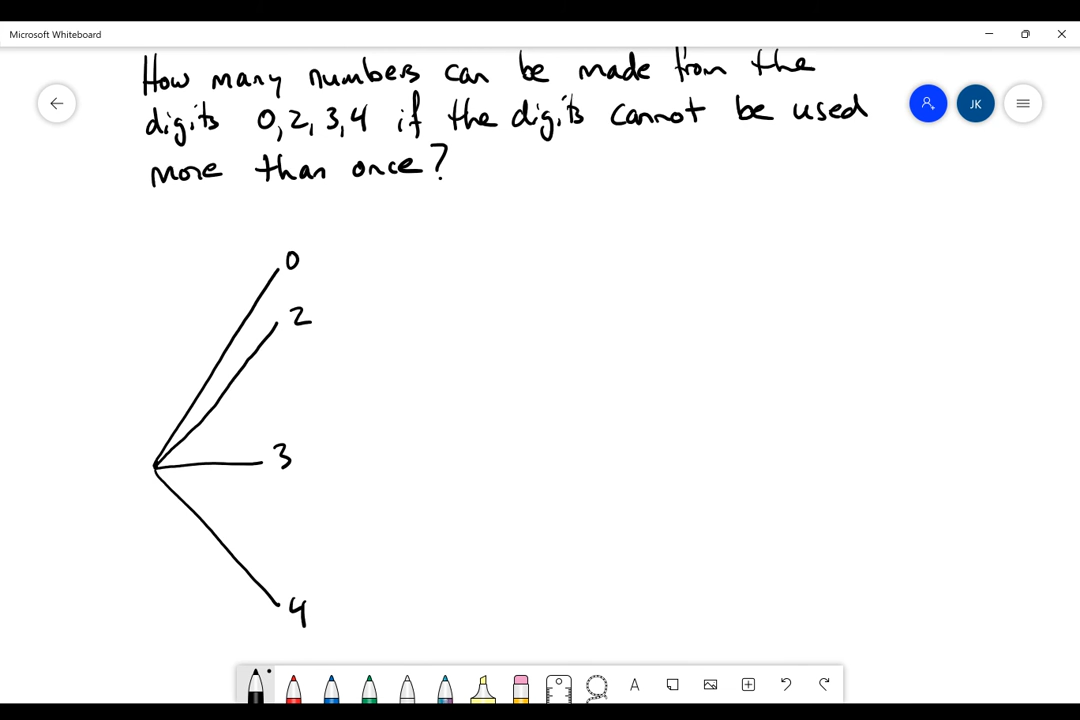 Microsoft Whiteboard
How many numbers can be made from the
digits 0, 2, 3, 4 if the digits cannot be used
JK
more than once?
0
2
3
4
A